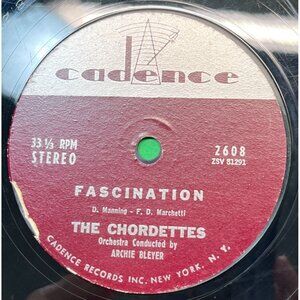 cadence
33 ⅓ RPM
STEREO
2608
ZSV 81291
FASCINATION
D. Manning - F. D. Marchetti
THE CHORDETTES
Orchestra Conducted by
ARCHIE BLEYER
CADENCE RECORDS INC. NEW YORK, N. Y.